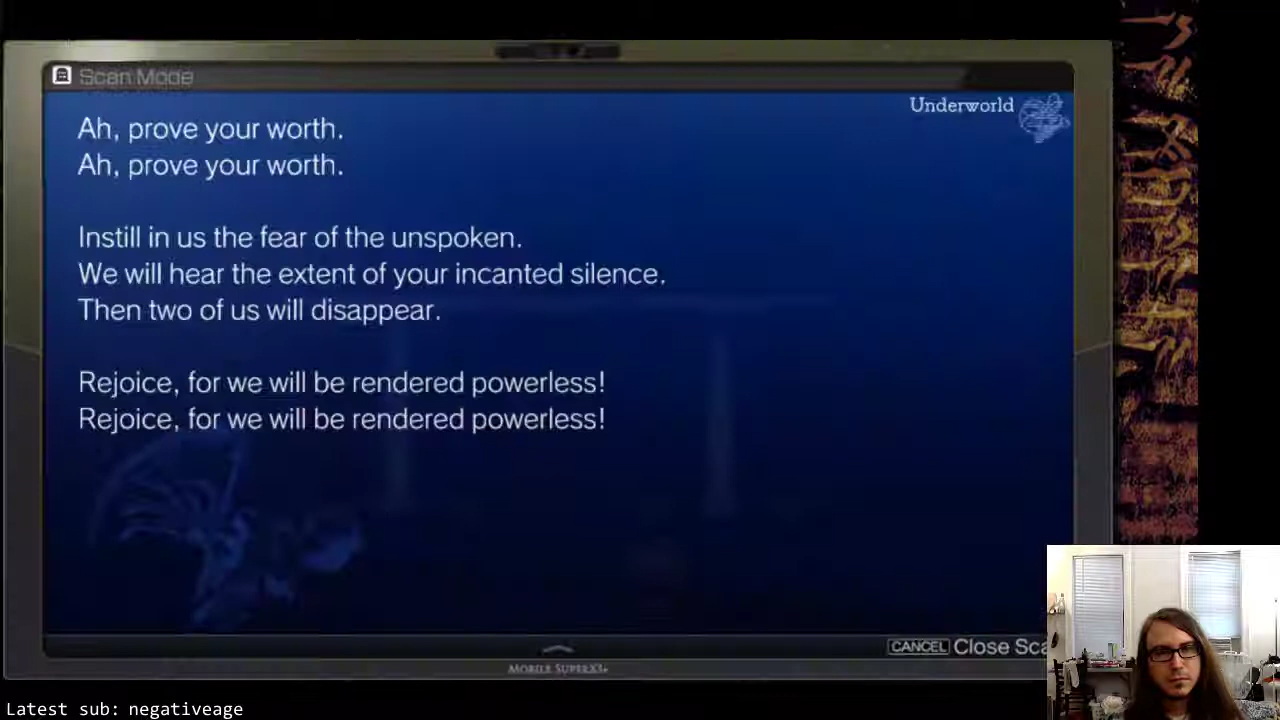 Scan Mode
Underworld
Ah, prove your worth.
Ah, prove your worth.
Instill in us the fear of the unspoken.
We will hear the extent of your incanted silence.
Then two of us will disappear.
Rejoice, for we will be rendered powerless!
Rejoice, for we will be rendered powerless!
CANCEL Close Sca
MOBILE SUPERX3+
Latest sub: negativeage